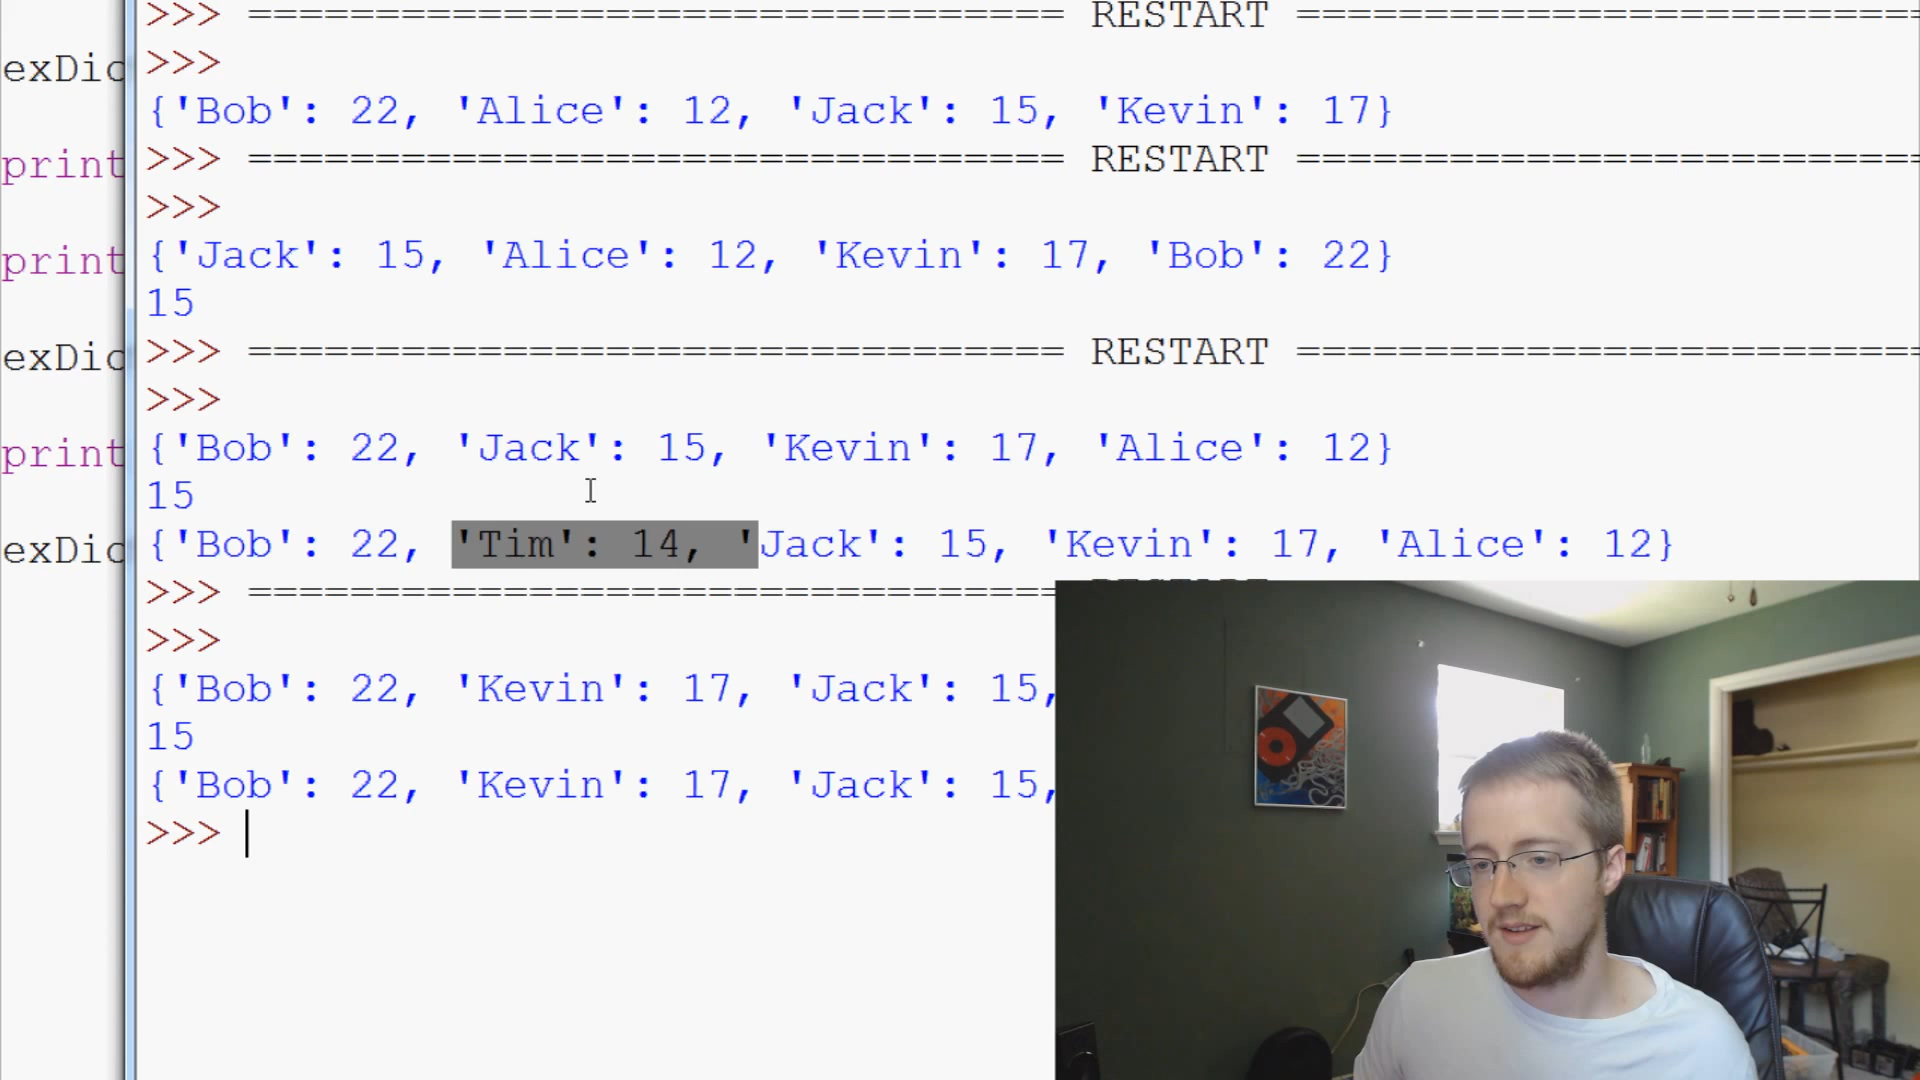 >>> ================================ RESTART ========================
exDic >>>
{'Bob': 22, 'Alice': 12, 'Jack': 15, 'Kevin': 17}
print >>> ================================ RESTART ========================
>>>
print {'Jack': 15, 'Alice': 12, 'Kevin': 17, 'Bob': 22}
15
exDic >>> ================================ RESTART ========================
>>>
print {'Bob': 22, 'Jack': 15, 'Kevin': 17, 'Alice': 12}
15
exDic {'Bob': 22, 'Tim': 14, 'Jack': 15, 'Kevin': 17, 'Alice': 12}
>>> ================================
>>>
{'Bob': 22, 'Kevin': 17, 'Jack': 15,
15
{'Bob': 22, 'Kevin': 17, 'Jack': 15,
>>>